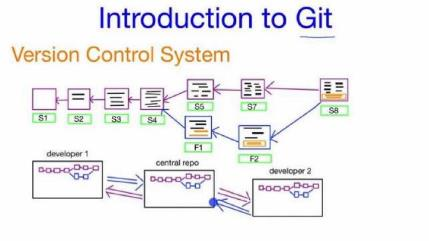 Introduction to Git
Version Control System
S1
S2
S3
S4
S5
S7
S8
F1
F2
developer 1
central repo
developer 2